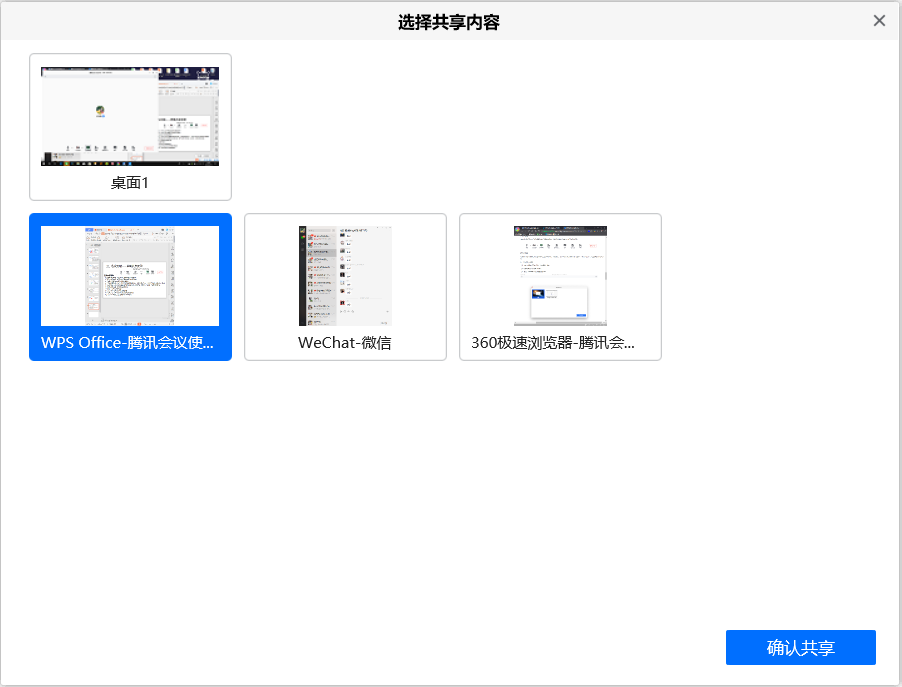 选择共享内容
桌面1
WPS Office-腾讯会议使...
WeChat-微信
360极速浏览器-腾讯会...
确认共享